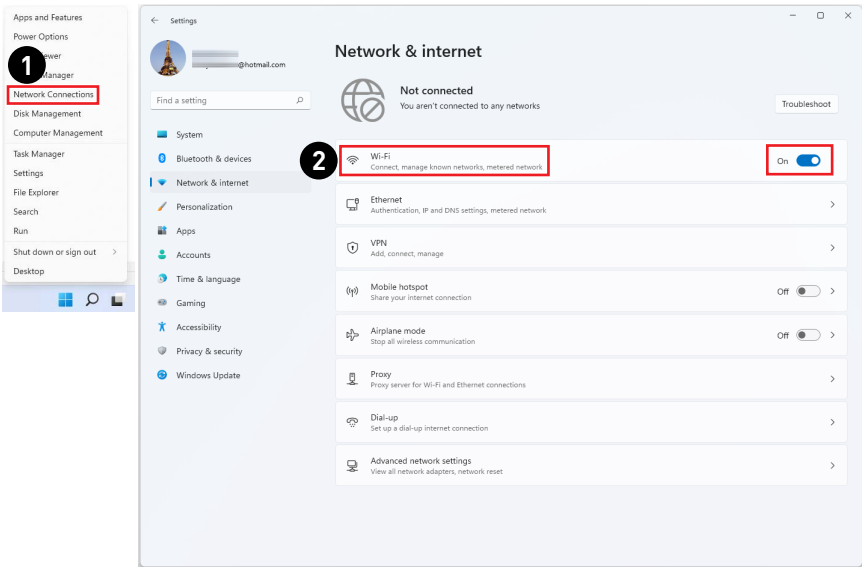 Apps and Features
Power Options
ewer
1
Manager
Network Connections
Disk Management
Computer Management
Task Manager
Settings
File Explorer
Search
Run
Shut down or sign out
Desktop
Settings
@hotmail.com
Find a setting
System
Bluetooth & devices
Network & internet
Personalization
Apps
Accounts
Time & language
Gaming
Accessibility
Privacy & security
Windows Update
Network & internet
Not connected
You aren't connected to any networks
Troubleshoot
2
Wi-Fi
Connect, manage known networks, metered network
On
Ethernet
Authentication, IP and DNS settings, metered network
VPN
Add, connect, manage
Mobile hotspot
Share your internet connection
Off
Airplane mode
Stop all wireless communication
Off
Proxy
Proxy server for Wi-Fi and Ethernet connections
Dial-up
Set up a dial-up internet connection
Advanced network settings
View all network adapters, network reset